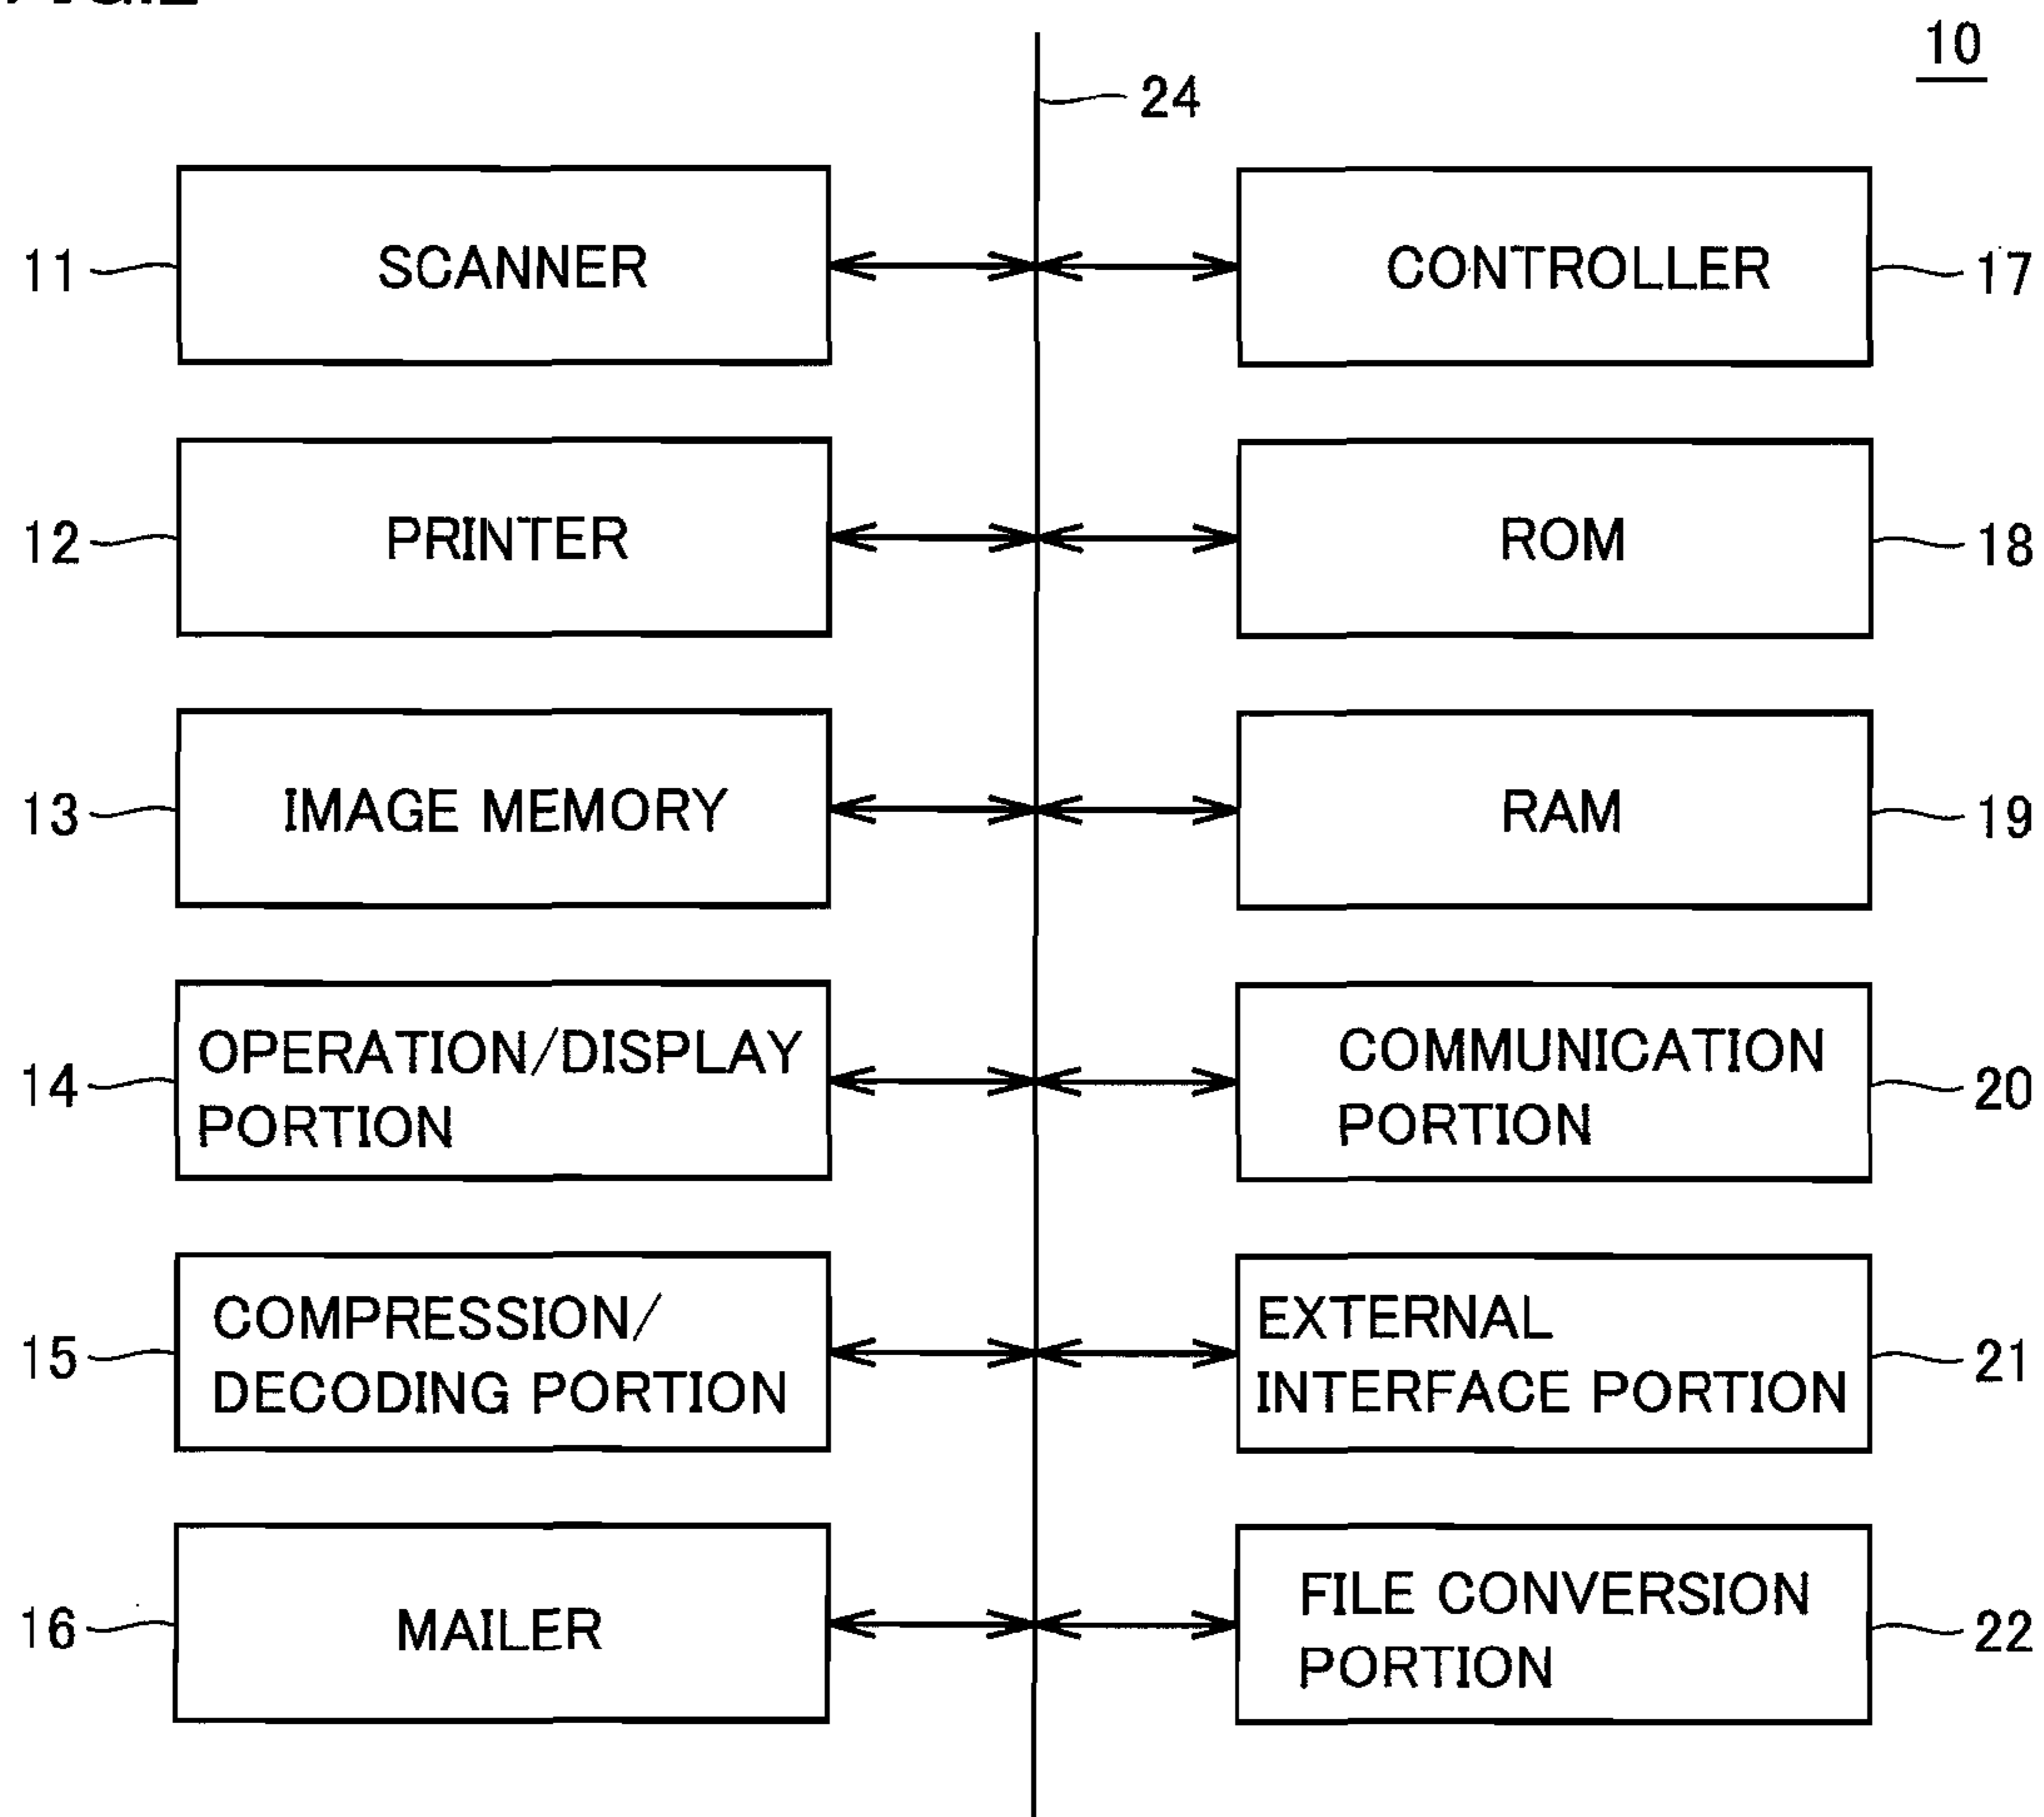 10
24
11
SCANNER
CONTROLLER
17
12
PRINTER
ROM
18
13
IMAGE MEMORY
RAM
19
14
OPERATION/DISPLAY
PORTION
COMMUNICATION
PORTION
20
15
COMPRESSION/
DECODING PORTION
EXTERNAL
INTERFACE PORTION
21
16
MAILER
FILE CONVERSION
PORTION
22